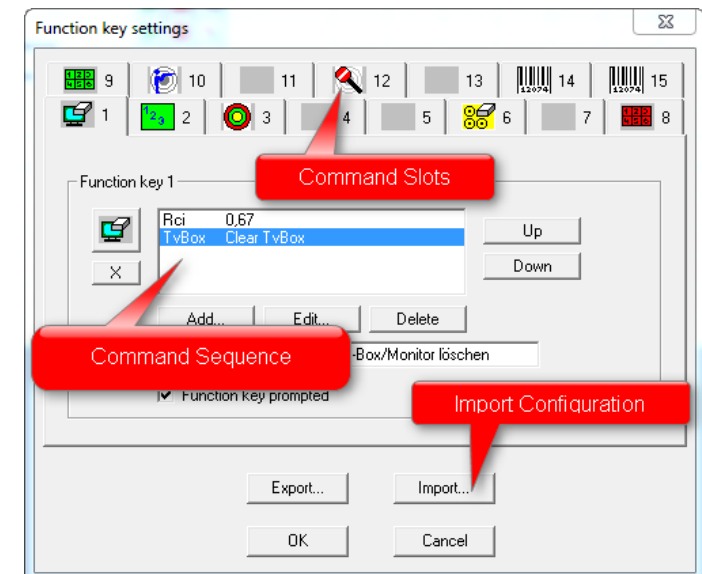 Function key settings
9 10 11 12 13 14 15
1 2 3 4 5 6 7 8
Command Slots
Function key 1
Rci 0,67
TvBox Clear TvBox
Up
X
Down
Add... Edit... Delete
Command Sequence
-Box/Monitor löschen
Function key prompted
Import Configuration
Export... Import...
OK Cancel